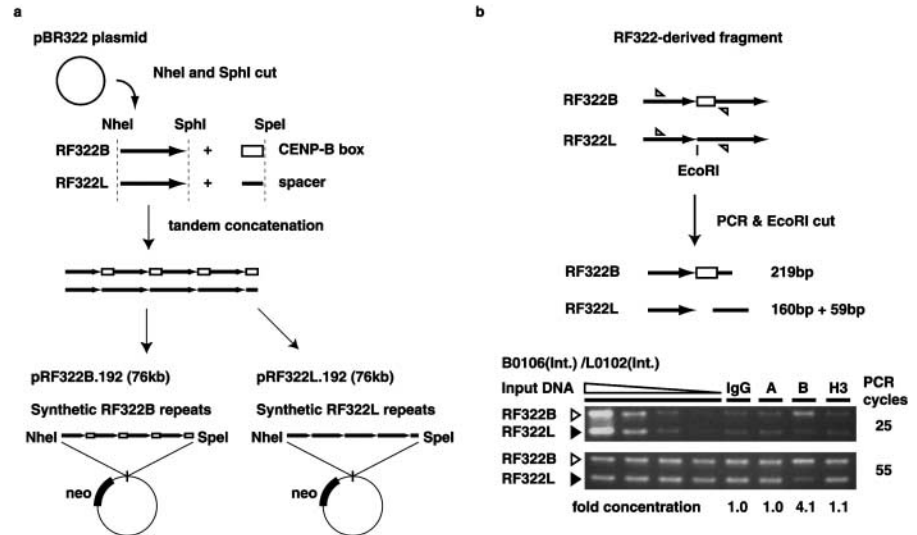 a
pBR322 plasmid
NheI and SphI cut
NheI SphI SpeI
RF322B + CENP-B box
RF322L + spacer
tandem concatenation
pRF322B.192 (76kb) pRF322L.192 (76kb)
Synthetic RF322B repeats Synthetic RF322L repeats
NheI SpeI NheI SpeI
neo neo
b
RF322-derived fragment
RF322B
RF322L
EcoRI
PCR & EcoRI cut
RF322B 219bp
RF322L 160bp + 59bp
B0106(Int.) /L0102(Int.)
Input DNA IgG A B H3 PCR cycles
RF322B
RF322L 25
RF322B
RF322L 55
fold concentration 1.0 1.0 4.1 1.1